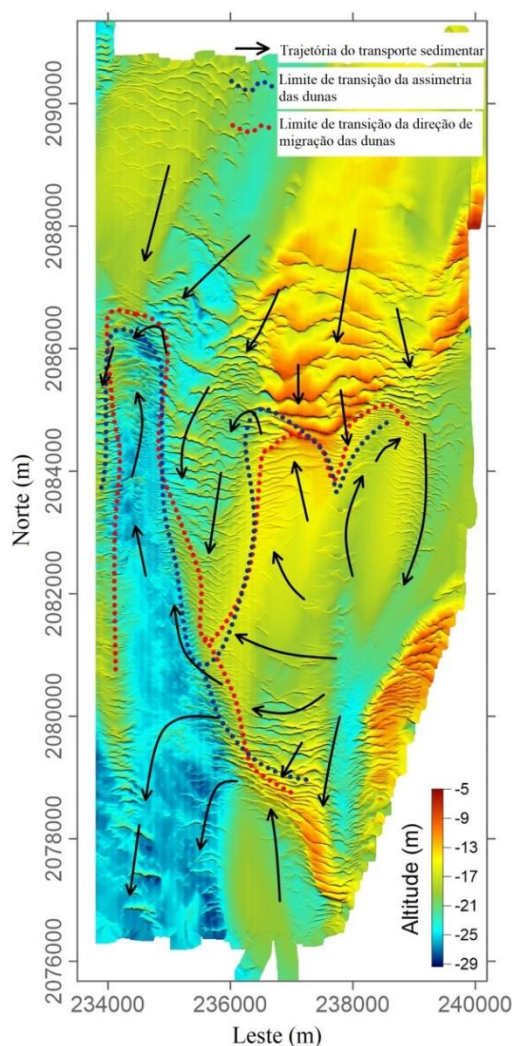 Trajetória do transporte sedimentar
Limite de transição da assimetria
das dunas
Limite de transição da direção de
migração das dunas
2090000
2088000
2086000
2084000
2082000
2080000
2078000
2076000
Norte (m)
Altitude (m)
-5
-9
-13
-17
-21
-25
-29
234000
236000
238000
240000
Leste (m)